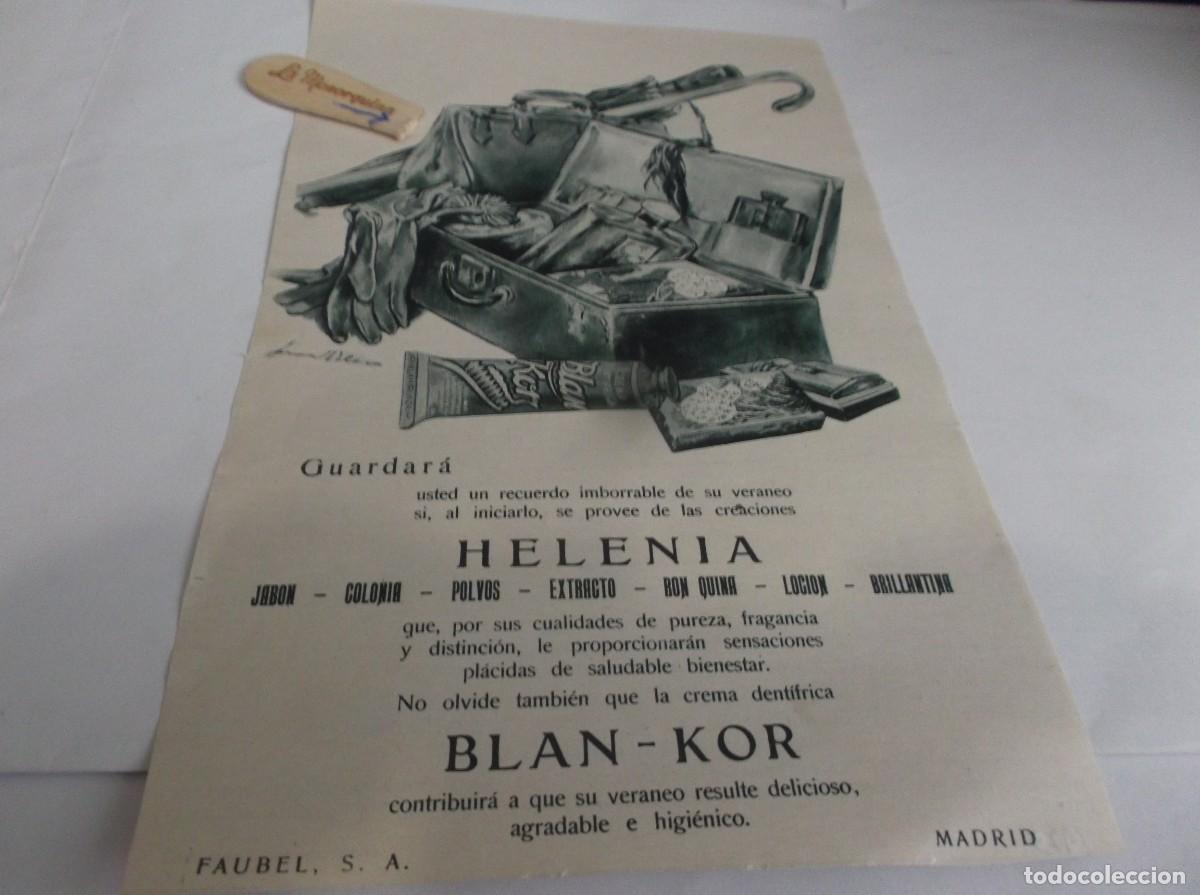 La
Blan
Kor
Guardará
usted un recuerdo imborrable de su veraneo
si, al iniciarlo, se provee de las creaciones
HELENIA
JABON - COLONIA - POLVOS - EXTRACTO - RON QUINA - LOCION - BRILLANTINA
que, por sus cualidades de pureza, fragancia
y distinción, le proporcionarán sensaciones
plácidas de saludable bienestar.
No olvide también que la crema dentífrica
BLAN-KOR
contribuirá a que su veraneo resulte delicioso,
agradable e higiénico.
FAUBEL, S. A.
MADRID
todocoleccion